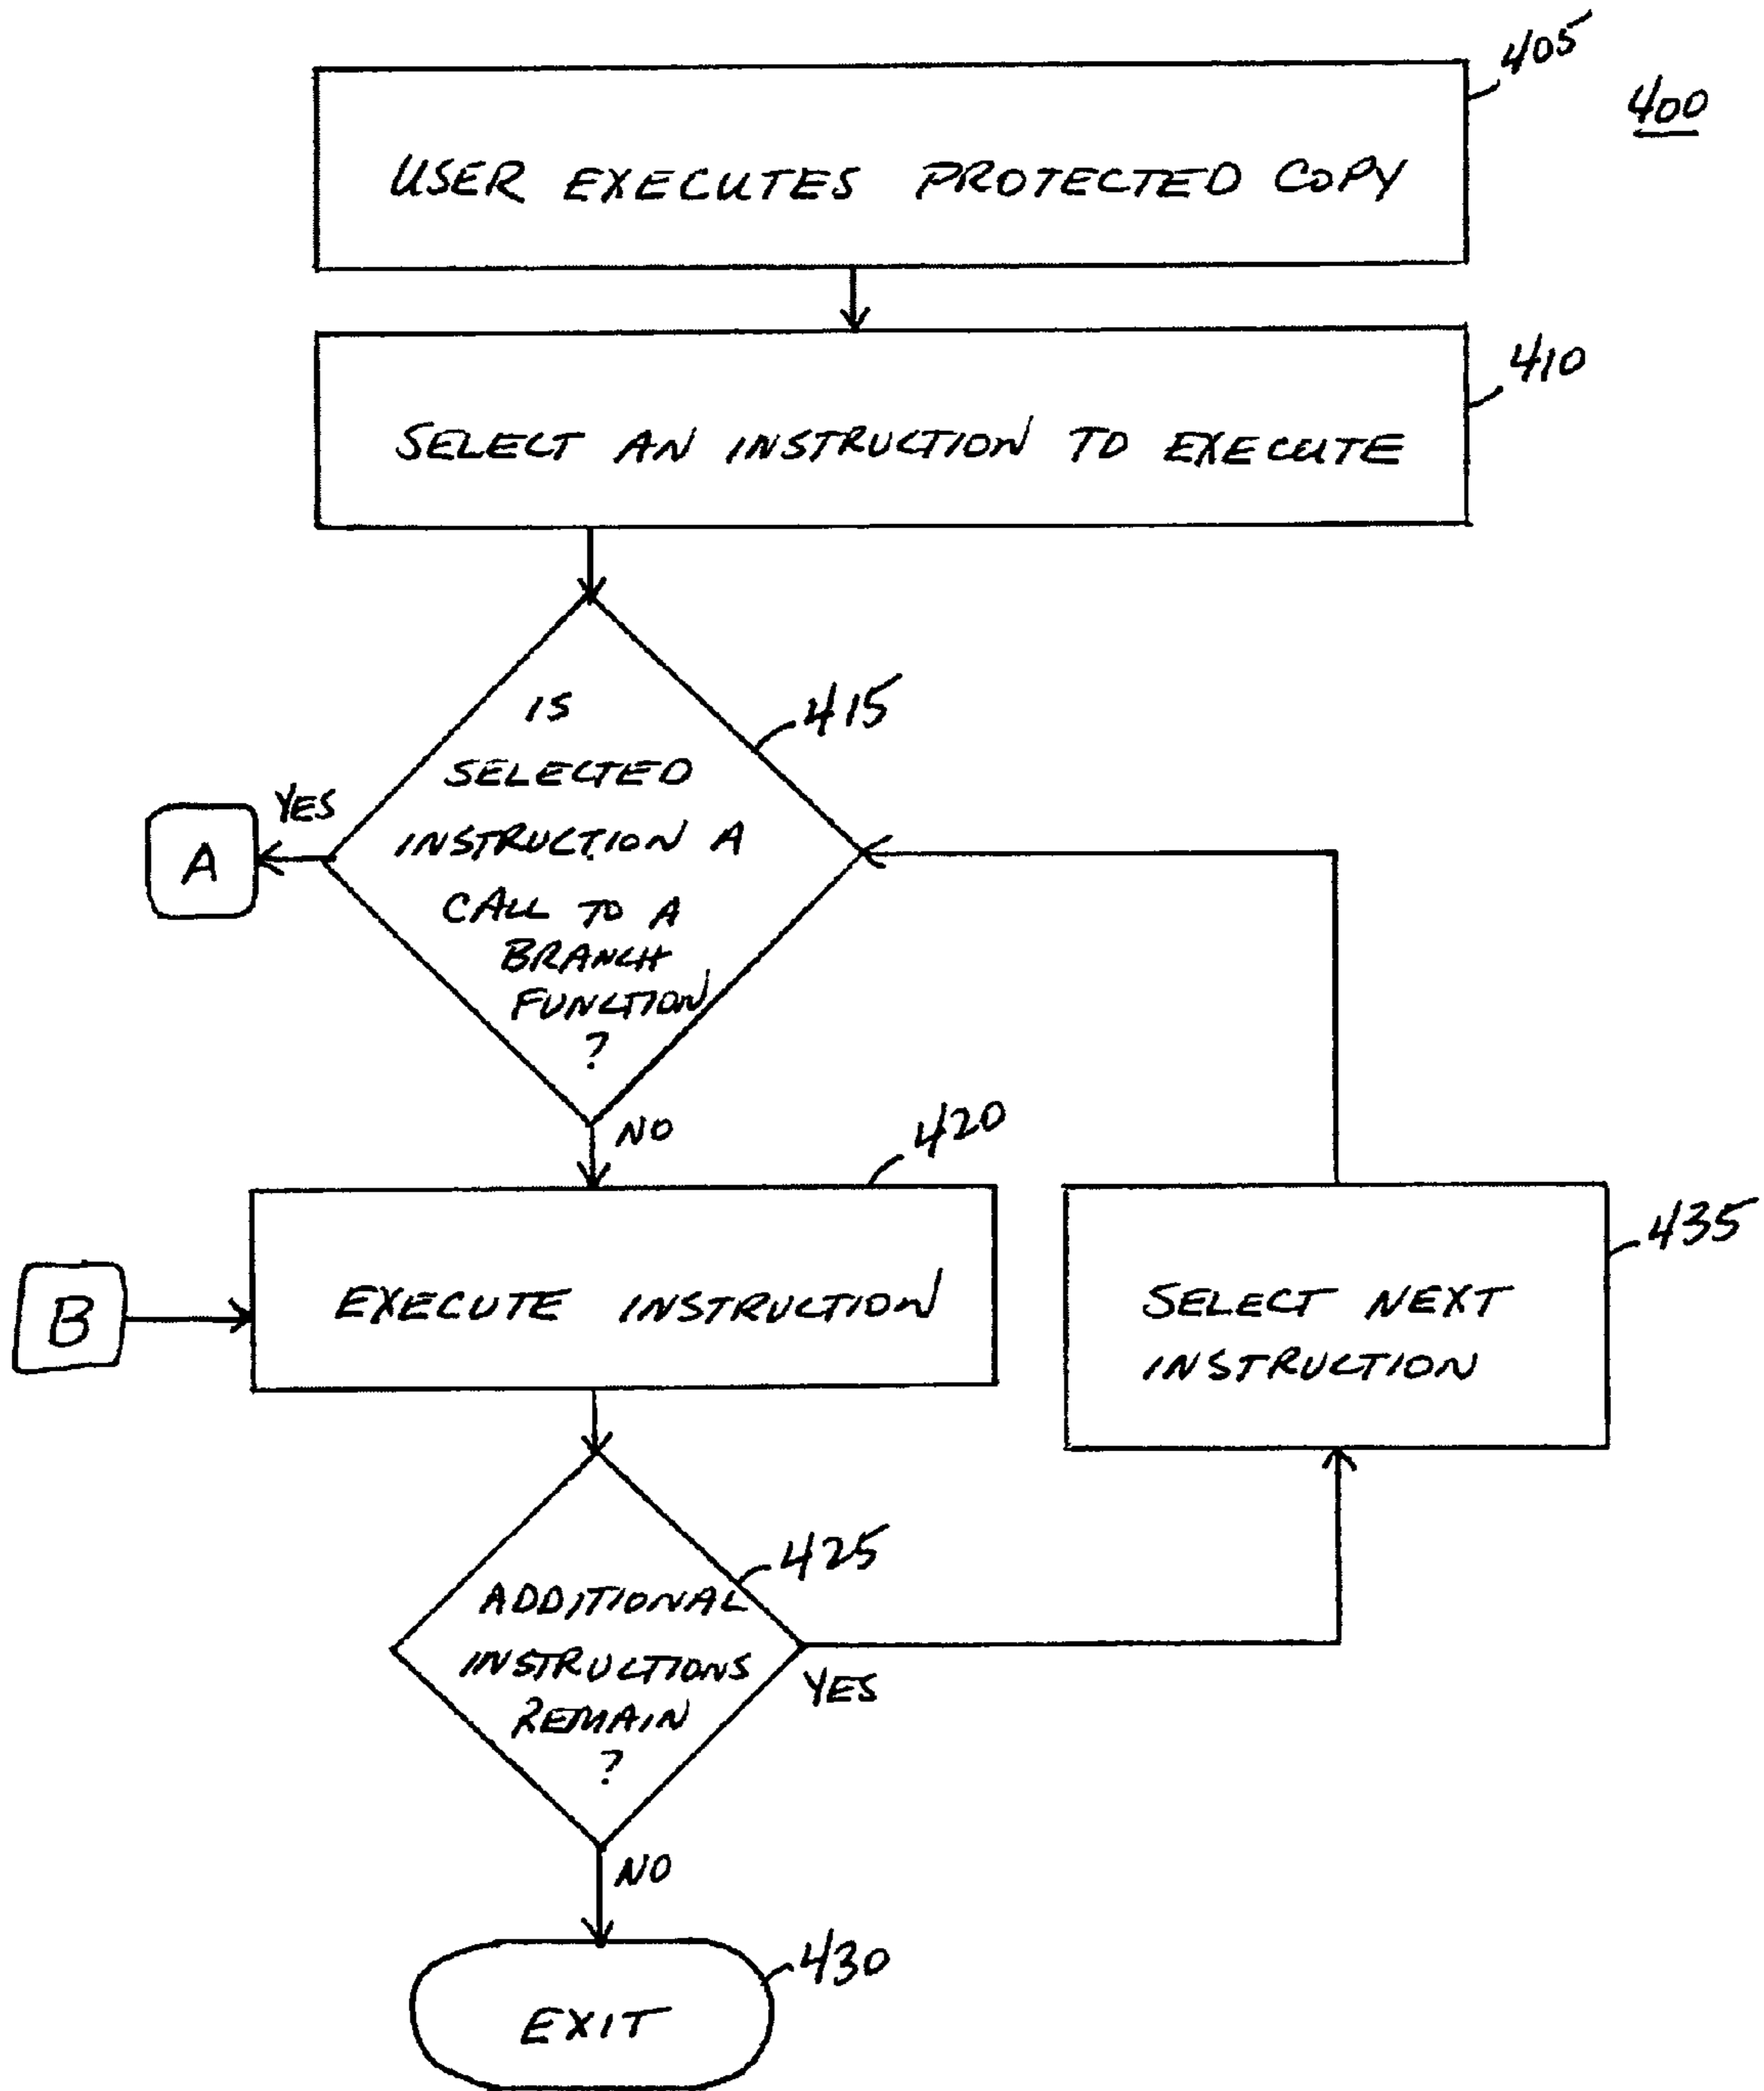 405
400
USER EXECUTES PROTECTED COPY
410
SELECT AN INSTRUCTION TO EXECUTE
415
IS
SELECTED
INSTRUCTION A
CALL TO A
BRANCH
FUNCTION
?
YES
A
NO
420
EXECUTE INSTRUCTION
B
435
SELECT NEXT
INSTRUCTION
425
ADDITIONAL
INSTRUCTIONS
REMAIN
?
YES
NO
430
EXIT